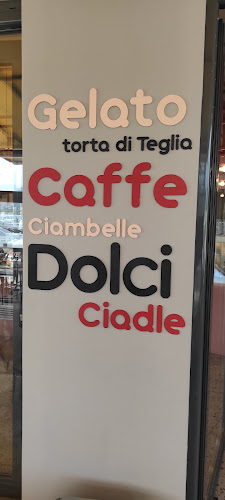 Gelato
torta di Teglia
Caffe
Ciambelle
Dolci
Ciadle